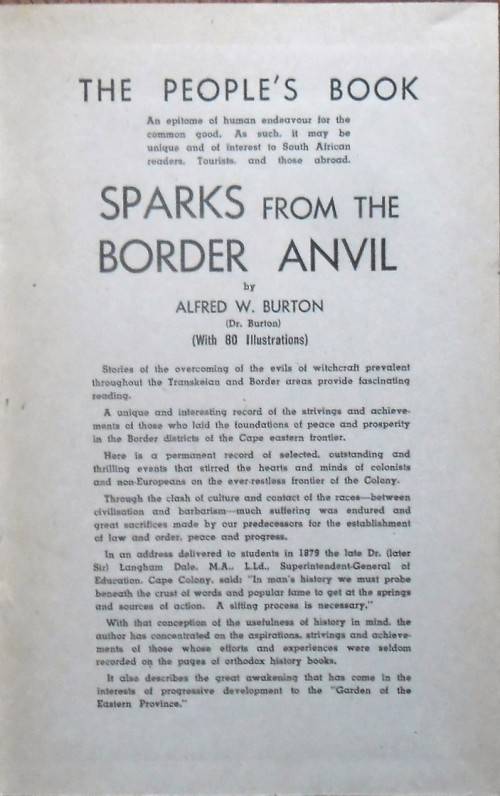 THE PEOPLE'S BOOK
An epitome of human endeavour for the
common good. As such, it may be
unique and of interest to South African
readers, Tourists, and those abroad.
SPARKS FROM THE
BORDER ANVIL
by
ALFRED W. BURTON
(Dr. Burton)
(With 80 Illustrations)
Stories of the overcoming of the evils of witchcraft prevalent
throughout the Transkeian and Border areas provide fascinating
reading.
A unique and interesting record of the strivings and achieve-
ments of those who laid the foundations of peace and prosperity
in the Border districts of the Cape eastern frontier.
Here is a permanent record of selected, outstanding and
thrilling events that stirred the hearts and minds of colonists
and non-Europeans on the ever-restless frontier of the Colony.
Through the clash of culture and contact of the races—between
civilisation and barbarism—much suffering was endured and
great sacrifices made by our predecessors for the establishment
of law and order, peace and progress.
In an address delivered to students in 1879 the late Dr. (later
Sir) Langham Dale, M.A., L.Ld., Superintendent-General of
Education, Cape Colony, said: "In man's history we must probe
beneath the crust of words and popular fame to get at the springs
and sources of action. A sifting process is necessary."
With that conception of the usefulness of history in mind, the
author has concentrated on the aspirations, strivings and achieve-
ments of those whose efforts and experiences were seldom
recorded on the pages of orthodox history books.
It also describes the great awakening that has come in the
interests of progressive development to the "Garden of the
Eastern Province."